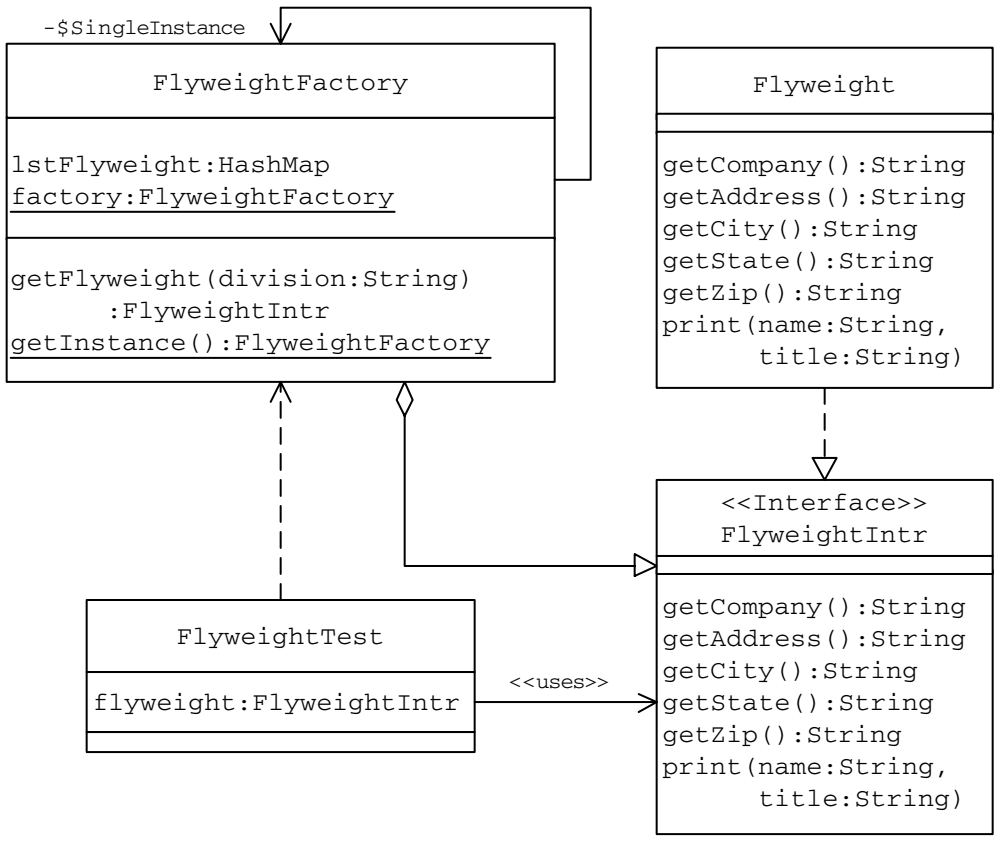 -$SingleInstance
FlyweightFactory
lstFlyweight:HashMap
factory:FlyweightFactory
getFlyweight(division:String)
:FlyweightIntr
getInstance():FlyweightFactory
Flyweight
getCompany():String
getAddress():String
getCity():String
getState():String
getZip():String
print(name:String,
title:String)
<<Interface>>
FlyweightIntr
getCompany():String
getAddress():String
getCity():String
getState():String
getZip():String
print(name:String,
title:String)
FlyweightTest
flyweight:FlyweightIntr
<<uses>>